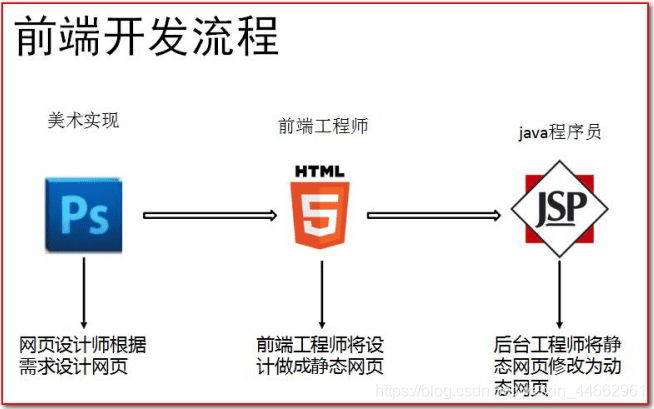 前端开发流程
美术实现
前端工程师
java程序员
Ps
HTML
5
JSP
网页设计师根据
需求设计网页
前端工程师将设
计做成静态网页
后台工程师将静
态网页修改为动
态网页
https://blog.csdn.net/weixin_44662961